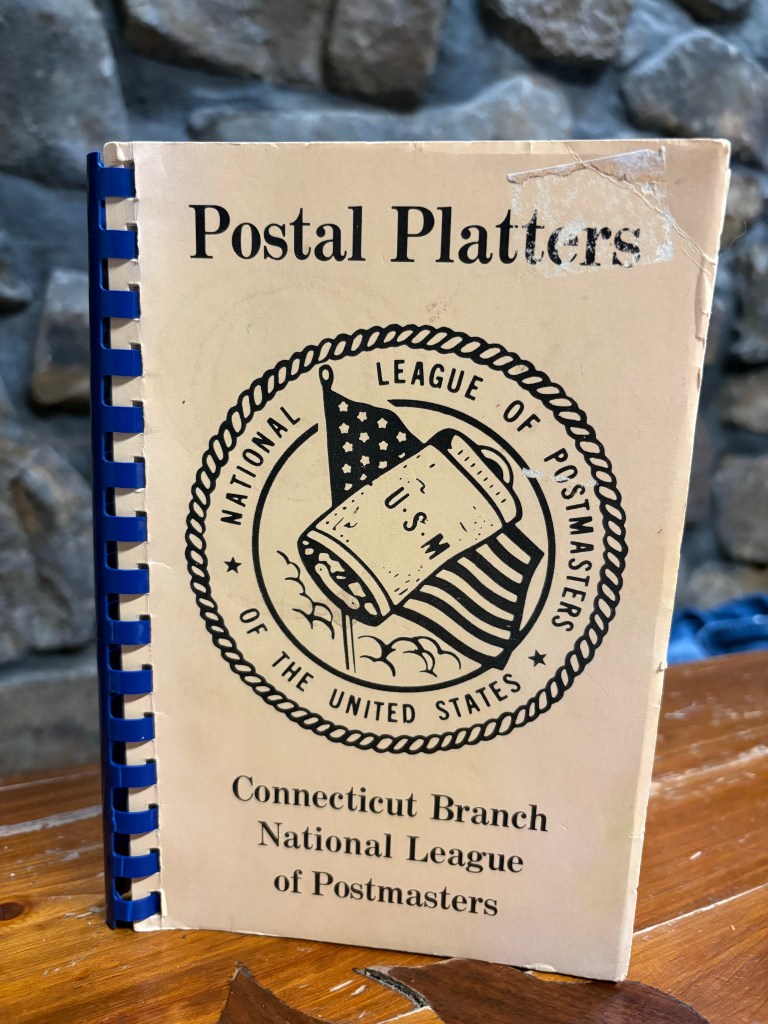 Postal Platters
NATIONAL LEAGUE OF POSTMASTERS
U.S.M
★ OF THE UNITED STATES ★
Connecticut Branch
National League
of Postmasters